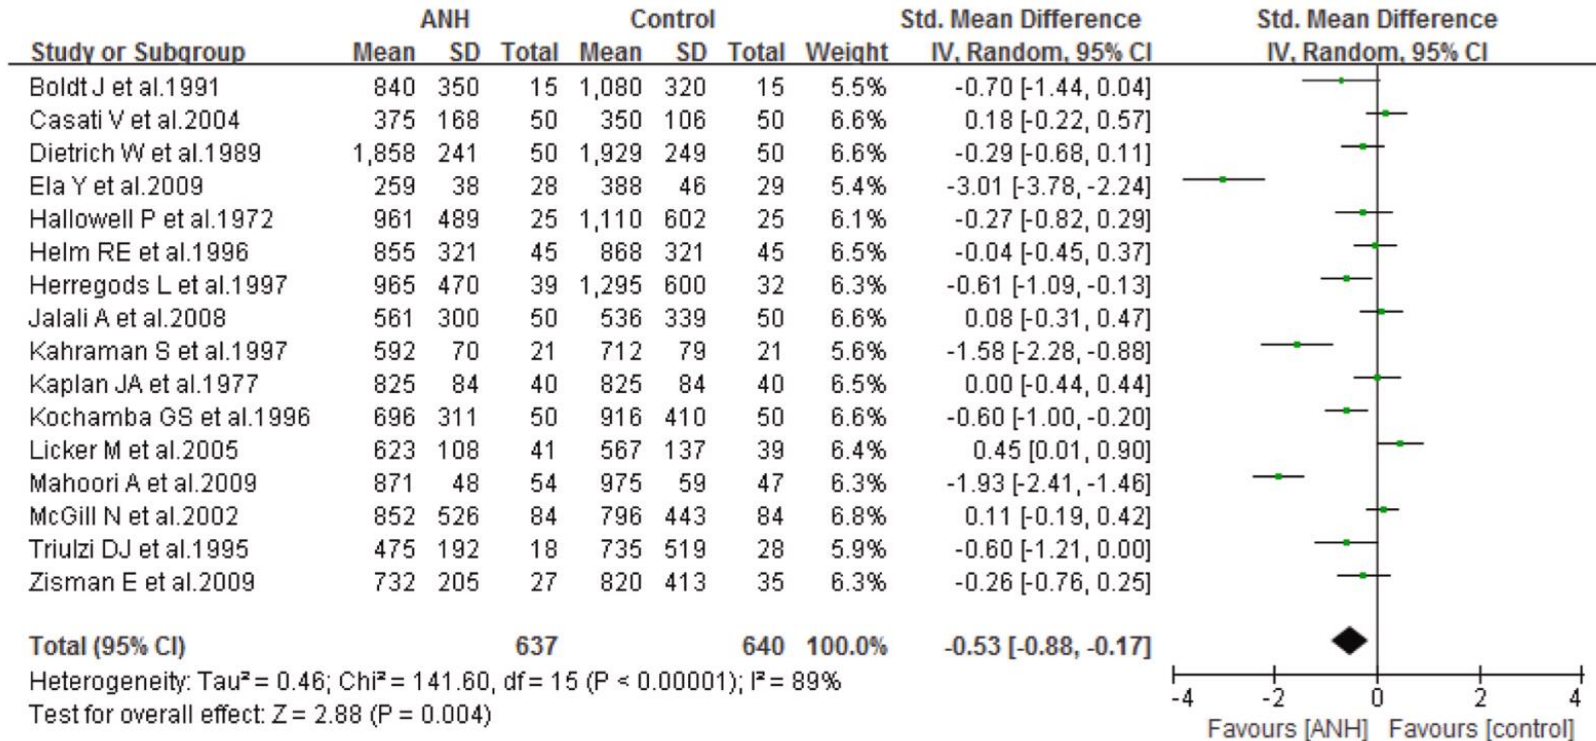 ANH Control Std. Mean Difference Std. Mean Difference
Study or Subgroup Mean SD Total Mean SD Total Weight IV, Random, 95% CI IV, Random, 95% CI
Boldt J et al.1991 840 350 15 1,080 320 15 5.5% -0.70 [-1.44, 0.04]
Casati V et al.2004 375 168 50 350 106 50 6.6% 0.18 [-0.22, 0.57]
Dietrich W et al.1989 1,858 241 50 1,929 249 50 6.6% -0.29 [-0.68, 0.11]
Ela Y et al.2009 259 38 28 388 46 29 5.4% -3.01 [-3.78, -2.24]
Hallowell P et al.1972 961 489 25 1,110 602 25 6.1% -0.27 [-0.82, 0.29]
Helm RE et al.1996 855 321 45 868 321 45 6.5% -0.04 [-0.45, 0.37]
Herregods L et al.1997 965 470 39 1,295 600 32 6.3% -0.61 [-1.09, -0.13]
Jalali A et al.2008 561 300 50 536 339 50 6.6% 0.08 [-0.31, 0.47]
Kahraman S et al.1997 592 70 21 712 79 21 5.6% -1.58 [-2.28, -0.88]
Kaplan JA et al.1977 825 84 40 825 84 40 6.5% 0.00 [-0.44, 0.44]
Kochamba GS et al.1996 696 311 50 916 410 50 6.6% -0.60 [-1.00, -0.20]
Licker M et al.2005 623 108 41 567 137 39 6.4% 0.45 [0.01, 0.90]
Mahoori A et al.2009 871 48 54 975 59 47 6.3% -1.93 [-2.41, -1.46]
McGill N et al.2002 852 526 84 796 443 84 6.8% 0.11 [-0.19, 0.42]
Triulzi DJ et al.1995 475 192 18 735 519 28 5.9% -0.60 [-1.21, 0.00]
Zisman E et al.2009 732 205 27 820 413 35 6.3% -0.26 [-0.76, 0.25]
Total (95% CI) 637 640 100.0% -0.53 [-0.88, -0.17]
Heterogeneity: Tau² = 0.46; Chi² = 141.60, df = 15 (P < 0.00001); I² = 89%
Test for overall effect: Z = 2.88 (P = 0.004)
-4 -2 0 2 4
Favours [ANH] Favours [control]